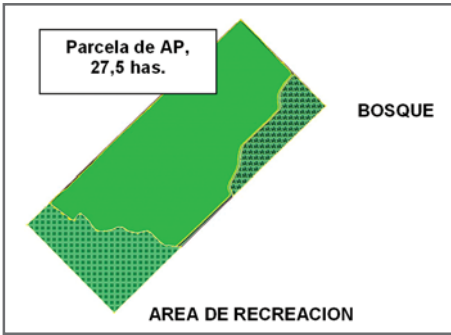 Parcela de AP,
27,5 has.
BOSQUE
AREA DE RECREACION